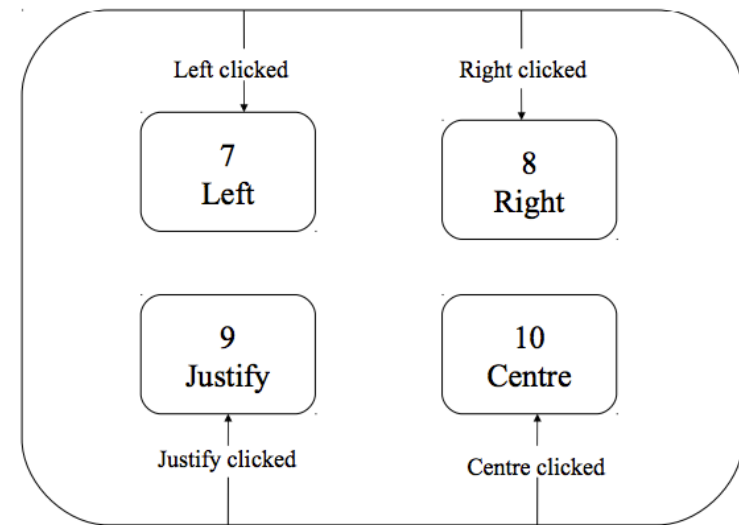 Left clicked
Right clicked
7
Left
8
Right
9
Justify
10
Centre
Justify clicked
Centre clicked